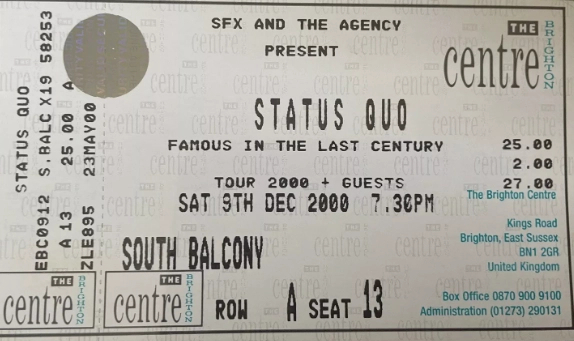 STATUS QUO
EBC0912 S.BALC X19 58253
A 13 25.00 A
ZLE895 23MAY00
SFX AND THE AGENCY
PRESENT
THE
centre
BRIGHTON
STATUS QUO
FAMOUS IN THE LAST CENTURY
25.00
2.00
TOUR 2000 + GUESTS
27.00
SAT 9TH DEC 2000 7.30PM
The Brighton Centre
Kings Road
Brighton, East Sussex
BN1 2GR
United Kingdom
SOUTH BALCONY
THE
centre
BRIGHTON
THE
centre
BRIGHTON
ROW A SEAT 13
Box Office 0870 900 9100
Administration (01273) 290131